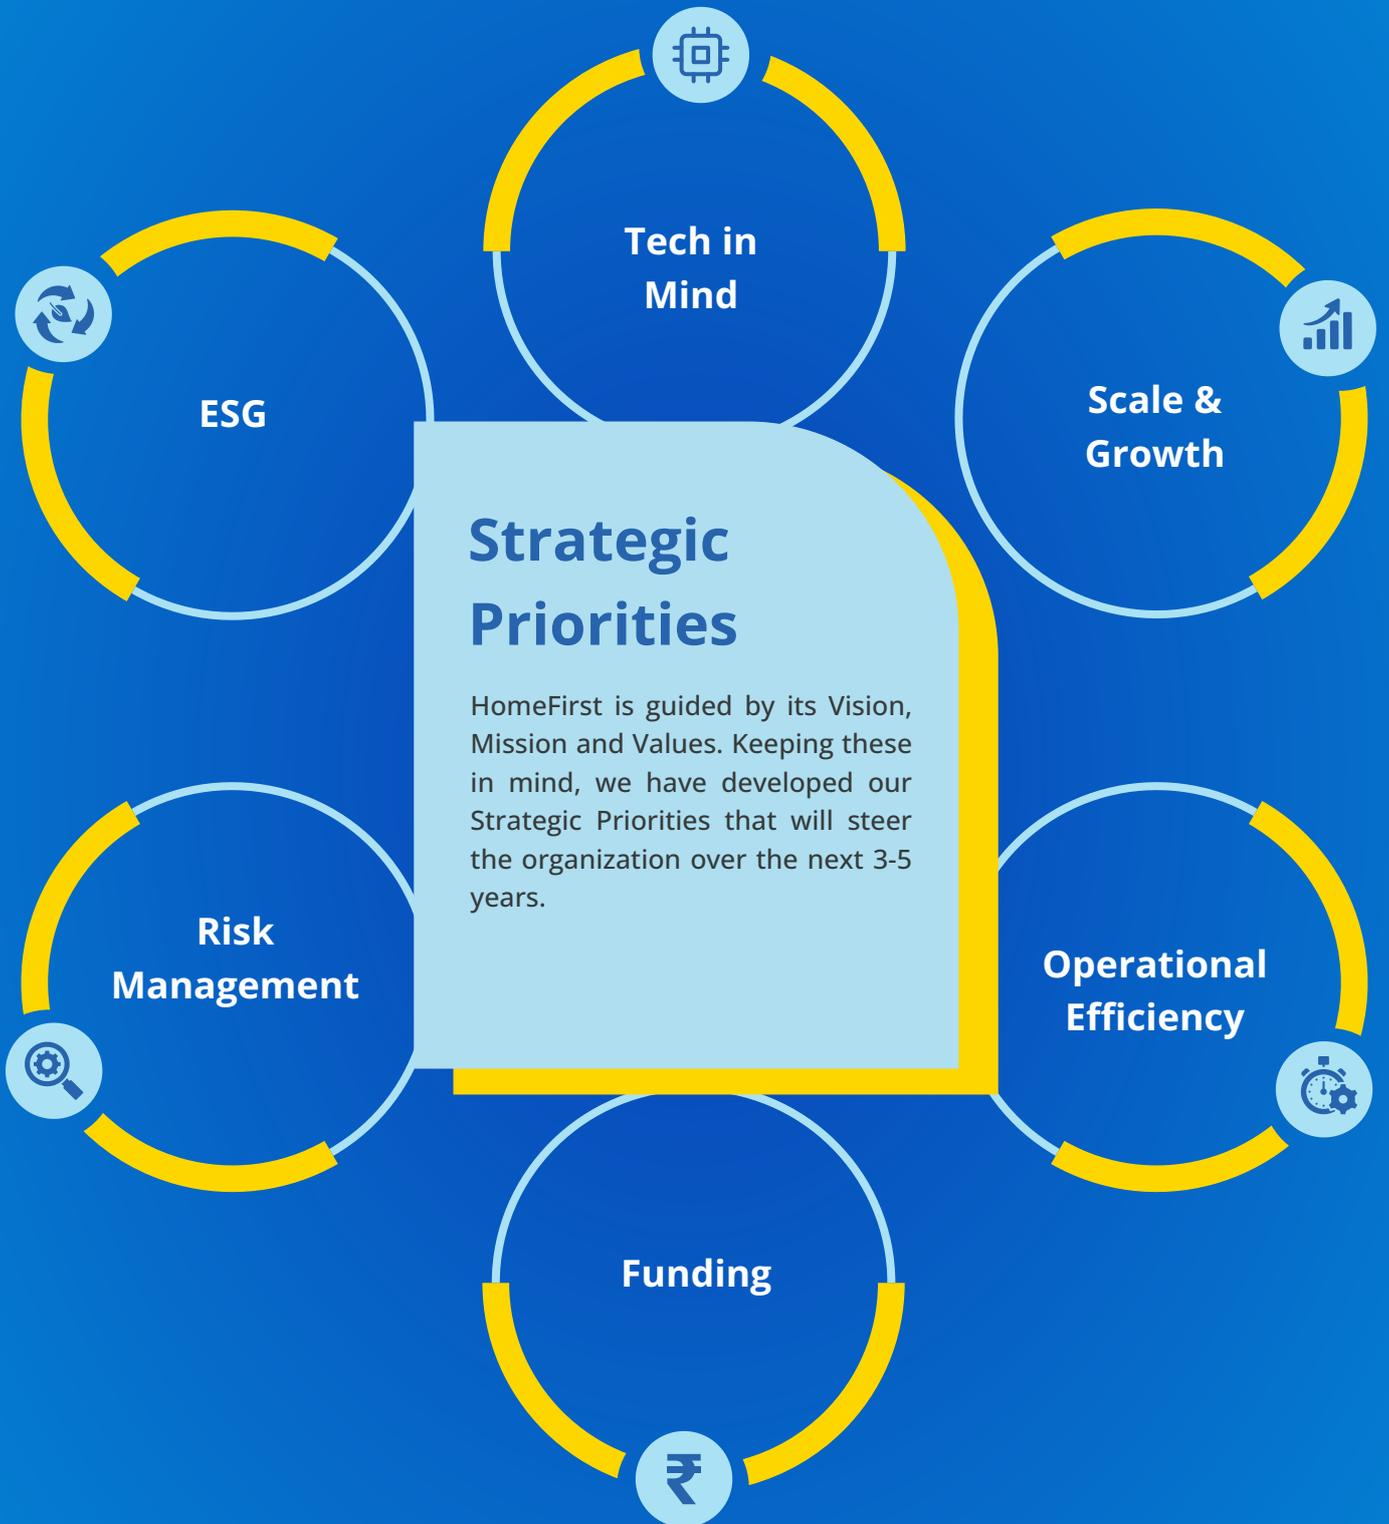 Tech in
Mind
ESG
Scale &
Growth
Strategic
Priorities
HomeFirst is guided by its Vision,
Mission and Values. Keeping these
in mind, we have developed our
Strategic Priorities that will steer
the organization over the next 3-5
years.
Risk
Management
Operational
Efficiency
Funding
₹